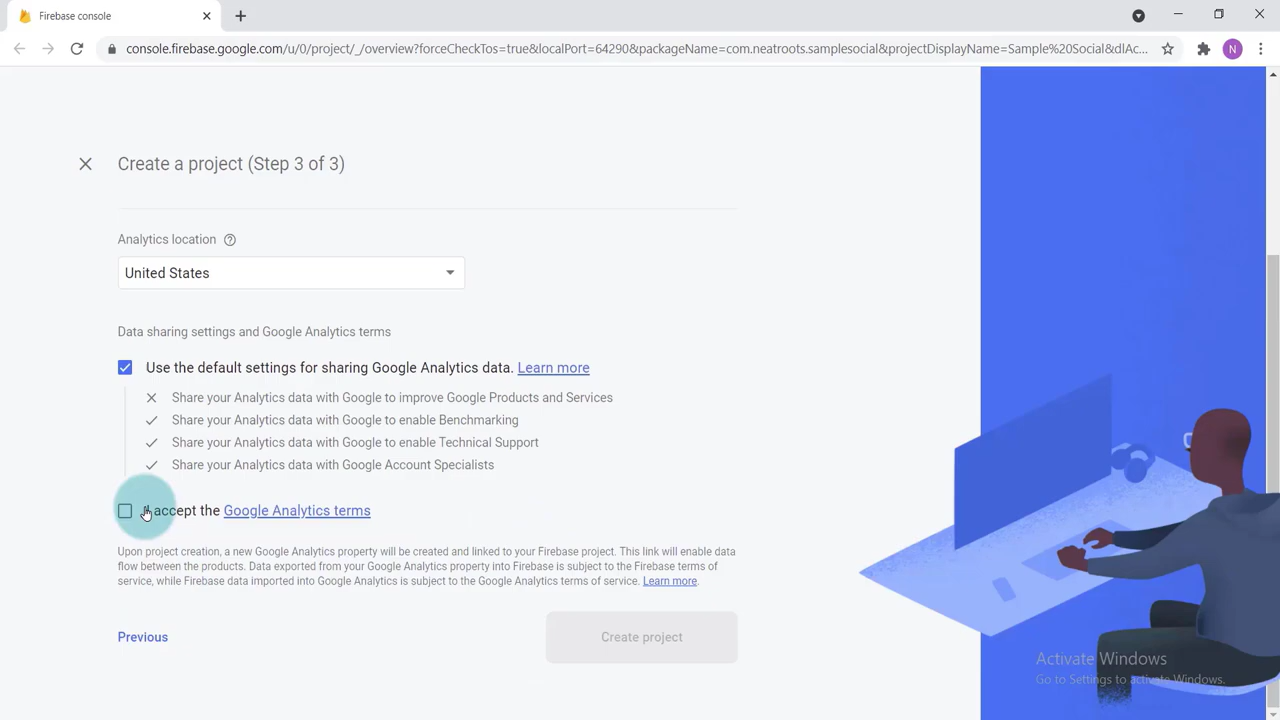 Firebase console
console.firebase.google.com/u/0/project/_/overview?forceCheckTos=true&localPort=64290&packageName=com.neatroots.samplesocial&projectDisplayName=Sample%20Social&dlAc...
N
Create a project (Step 3 of 3)
Analytics location
United States
Data sharing settings and Google Analytics terms
Use the default settings for sharing Google Analytics data. Learn more
Share your Analytics data with Google to improve Google Products and Services
Share your Analytics data with Google to enable Benchmarking
Share your Analytics data with Google to enable Technical Support
Share your Analytics data with Google Account Specialists
I accept the Google Analytics terms
Upon project creation, a new Google Analytics property will be created and linked to your Firebase project. This link will enable data
flow between the products. Data exported from your Google Analytics property into Firebase is subject to the Firebase terms of
service, while Firebase data imported into Google Analytics is subject to the Google Analytics terms of service. Learn more.
Previous
Create project
Activate Windows
Go to Settings to activate Windows.